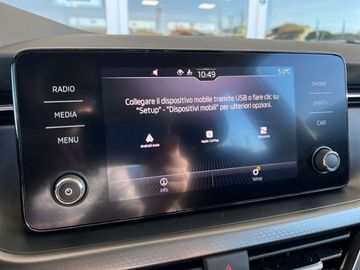 10:49
5.0°C
RADIO
MEDIA
MENU
PHONE
APPS
CAR
Collegare il dispositivo mobile tramite USB o fare clic su
"Setup" - "Dispositivi mobili" per ulteriori opzioni.
Android Auto
Apple CarPlay
Info
Setup